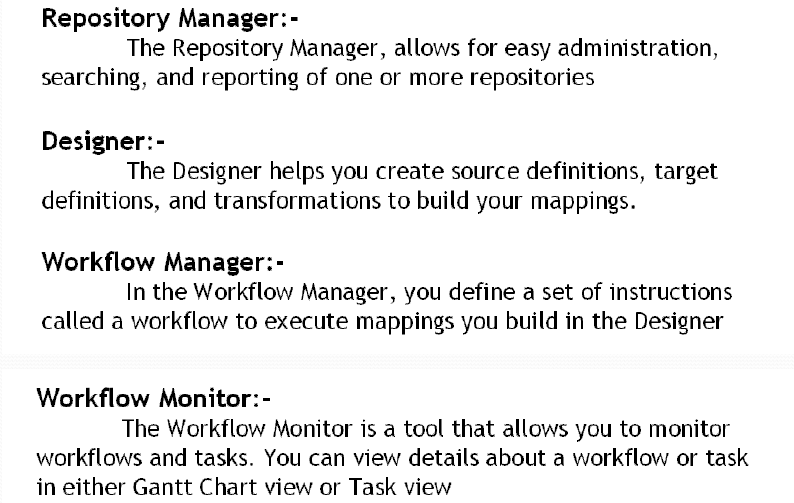 Repository Manager:-
The Repository Manager, allows for easy administration,
searching, and reporting of one or more repositories
Designer:-
The Designer helps you create source definitions, target
definitions, and transformations to build your mappings.
Workflow Manager:-
In the Workflow Manager, you define a set of instructions
called a workflow to execute mappings you build in the Designer
Workflow Monitor:-
The Workflow Monitor is a tool that allows you to monitor
workflows and tasks. You can view details about a workflow or task
in either Gantt Chart view or Task view